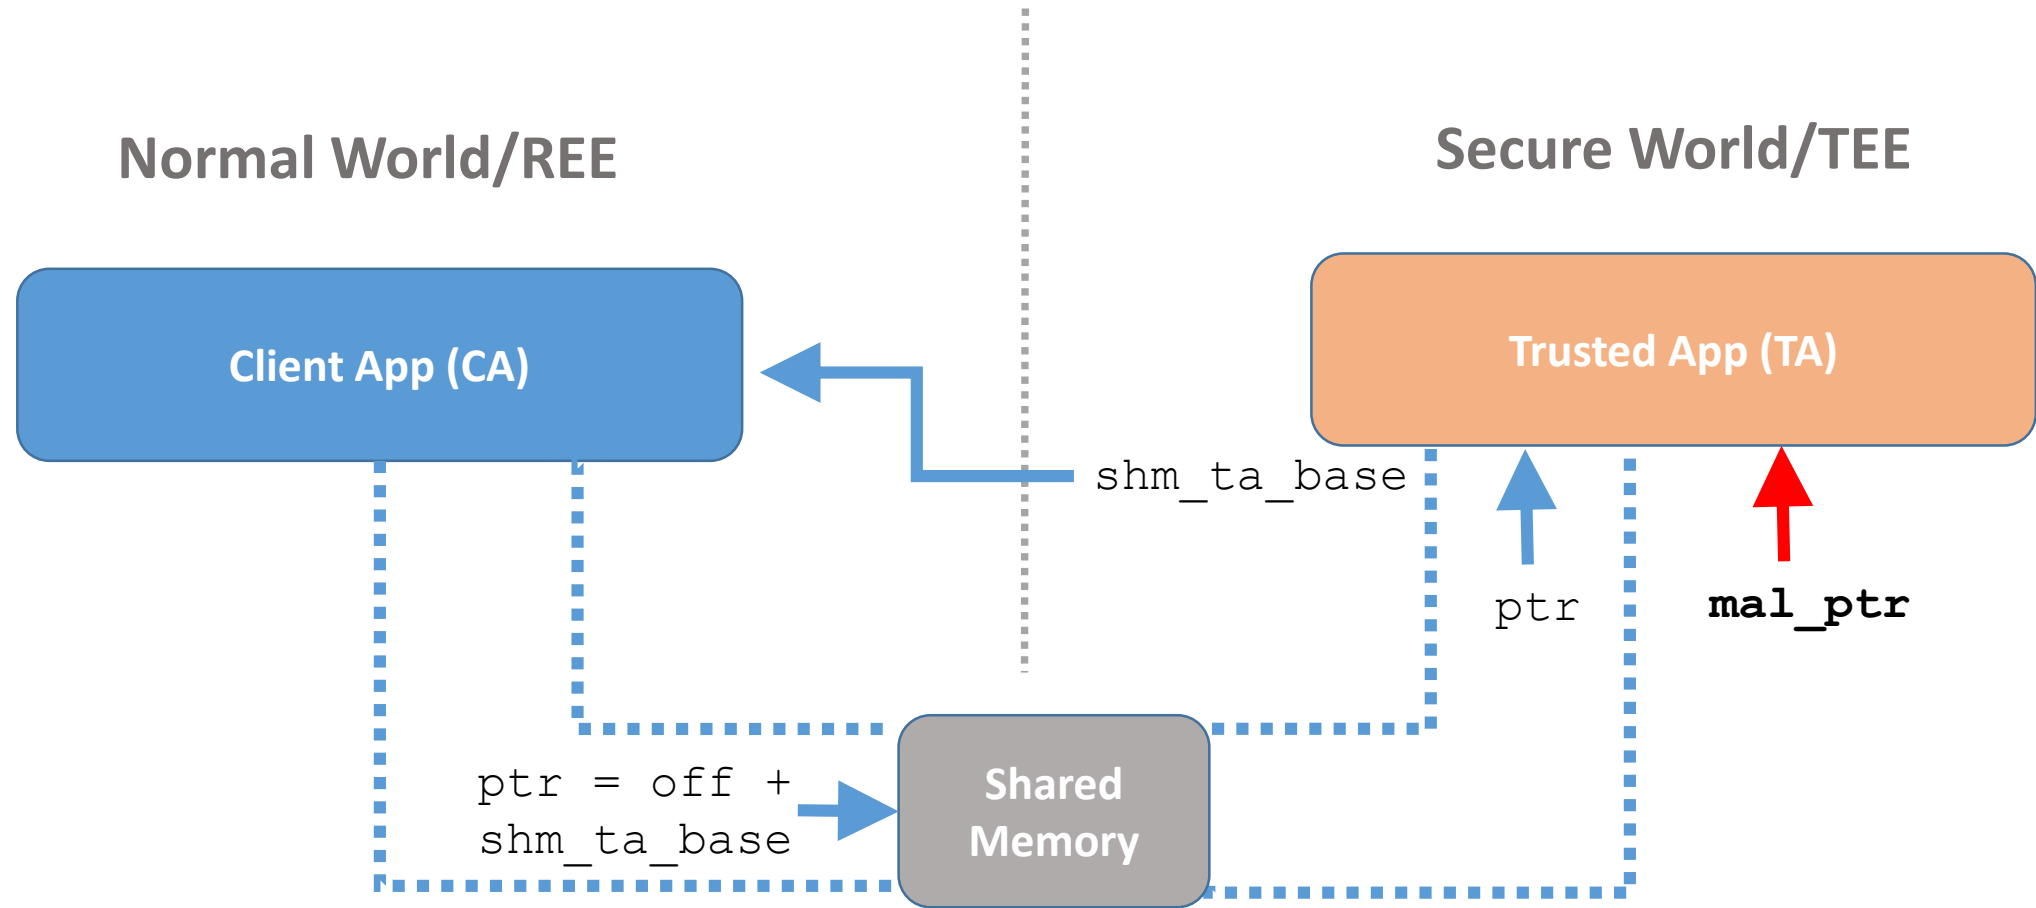 Normal World/REE
Secure World/TEE
Client App (CA)
Trusted App (TA)
shm_ta_base
ptr
mal_ptr
ptr = off +
shm_ta_base
Shared
Memory